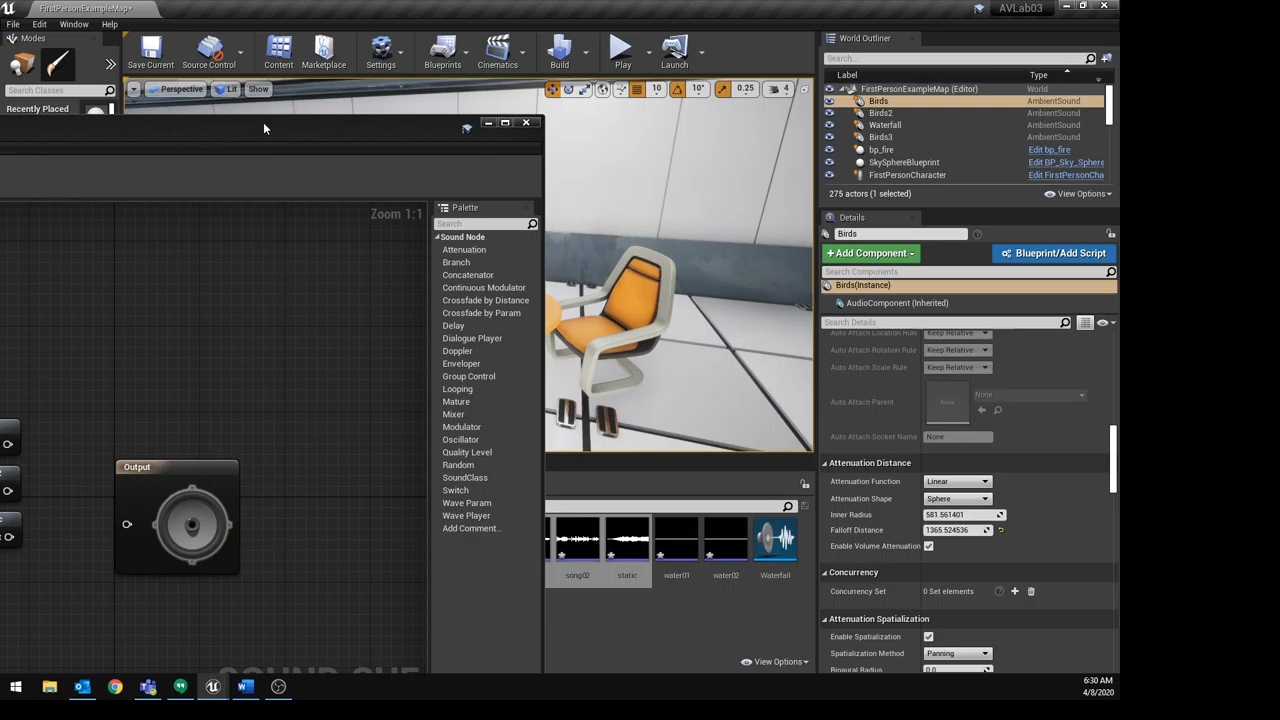 FirstPersonExampleMap*
AVLab03
File Edit Window Help
Modes
Search Classes
Recently Placed
Save Current
Source Control
Content
Marketplace
Settings
Blueprints
Cinematics
Build
Play
Launch
Perspective
Lit
Show
10
10°
0.25
4
World Outliner
Search...
Label Type
FirstPersonExampleMap (Editor) World
Birds AmbientSound
Birds2 AmbientSound
Waterfall AmbientSound
Birds3 AmbientSound
bp_fire Edit bp_fire
SkySphereBlueprint Edit BP_Sky_Sphere
FirstPersonCharacter Edit FirstPersonCha
275 actors (1 selected)
View Options
Details
Birds
+Add Component
Blueprint/Add Script
Search Components
Birds(Instance)
AudioComponent (Inherited)
Search Details
Auto Attach Location Rule Keep Relative
Auto Attach Rotation Rule Keep Relative
Auto Attach Scale Rule Keep Relative
Auto Attach Parent None None
Auto Attach Socket Name None
Attenuation Distance
Attenuation Function Linear
Attenuation Shape Sphere
Inner Radius 581.561401
Falloff Distance 1365.524536
Enable Volume Attenuation
Concurrency
Concurrency Set 0 Set elements
Attenuation Spatialization
Enable Spatialization
Spatialization Method Panning
Binaural Radius 0.0
Zoom 1:1
Palette
Search
Sound Node
Attenuation
Branch
Concatenator
Continuous Modulator
Crossfade by Distance
Crossfade by Param
Delay
Dialogue Player
Doppler
Enveloper
Group Control
Looping
Mature
Mixer
Modulator
Oscillator
Quality Level
Random
SoundClass
Switch
Wave Param
Wave Player
Add Comment...
Output
SOUND CUE
song02
static
water01
water02
Waterfall
View Options
6:30 AM
4/8/2020